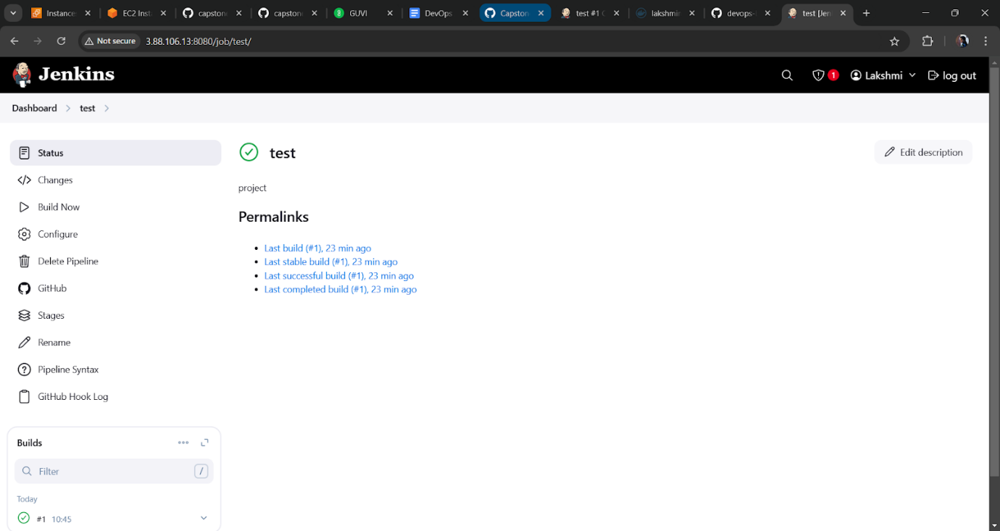 Instance
EC2 Inst
capstone
capstone
GUVI
DevOps
Capston
test #1
lakshmi
devops-
test [Jen
Not secure
3.88.106.13:8080/job/test/
Jenkins
1
Lakshmi
log out
Dashboard
test
Status
Changes
Build Now
Configure
Delete Pipeline
GitHub
Stages
Rename
Pipeline Syntax
GitHub Hook Log
Builds
Filter
/
Today
#1 10:45
test
Edit description
project
Permalinks
Last build (#1), 23 min ago
Last stable build (#1), 23 min ago
Last successful build (#1), 23 min ago
Last completed build (#1), 23 min ago